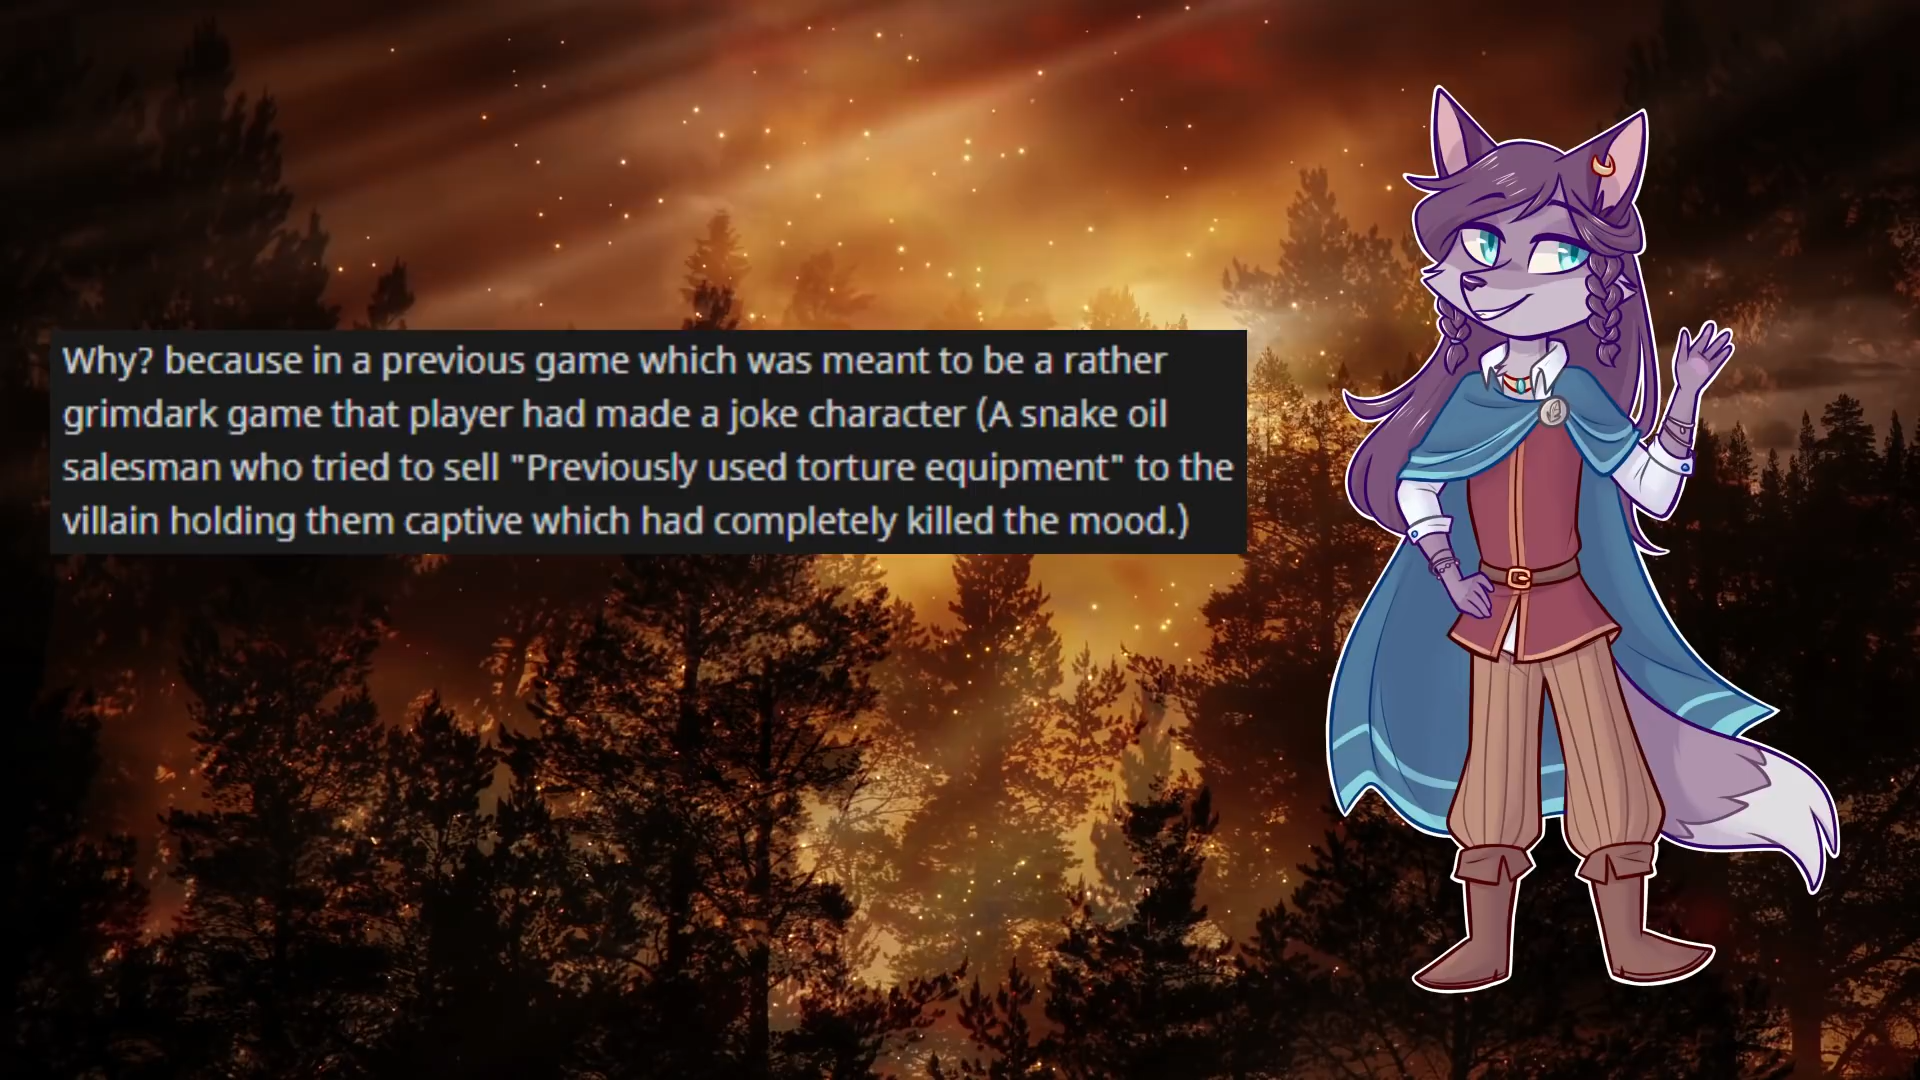 Why? because in a previous game which was meant to be a rather
grimdark game that player had made a joke character (A snake oil
salesman who tried to sell "Previously used torture equipment" to the
villain holding them captive which had completely killed the mood.)